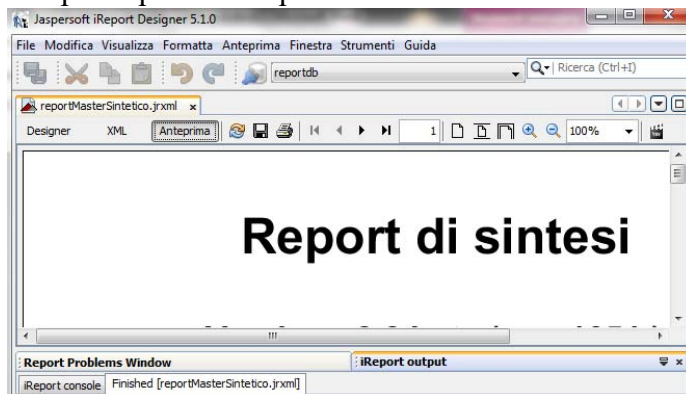 Jaspersoft iReport Designer 5.1.0
File Modifica Visualizza Formatta Anteprima Finestra Strumenti Guida
reportdb Ricerca (Ctrl+I)
reportMasterSintetico.jrxml x
Designer XML Anteprima 1 100%
Report di sintesi
Report Problems Window iReport output
iReport console Finished [reportMasterSintetico.jrxml]